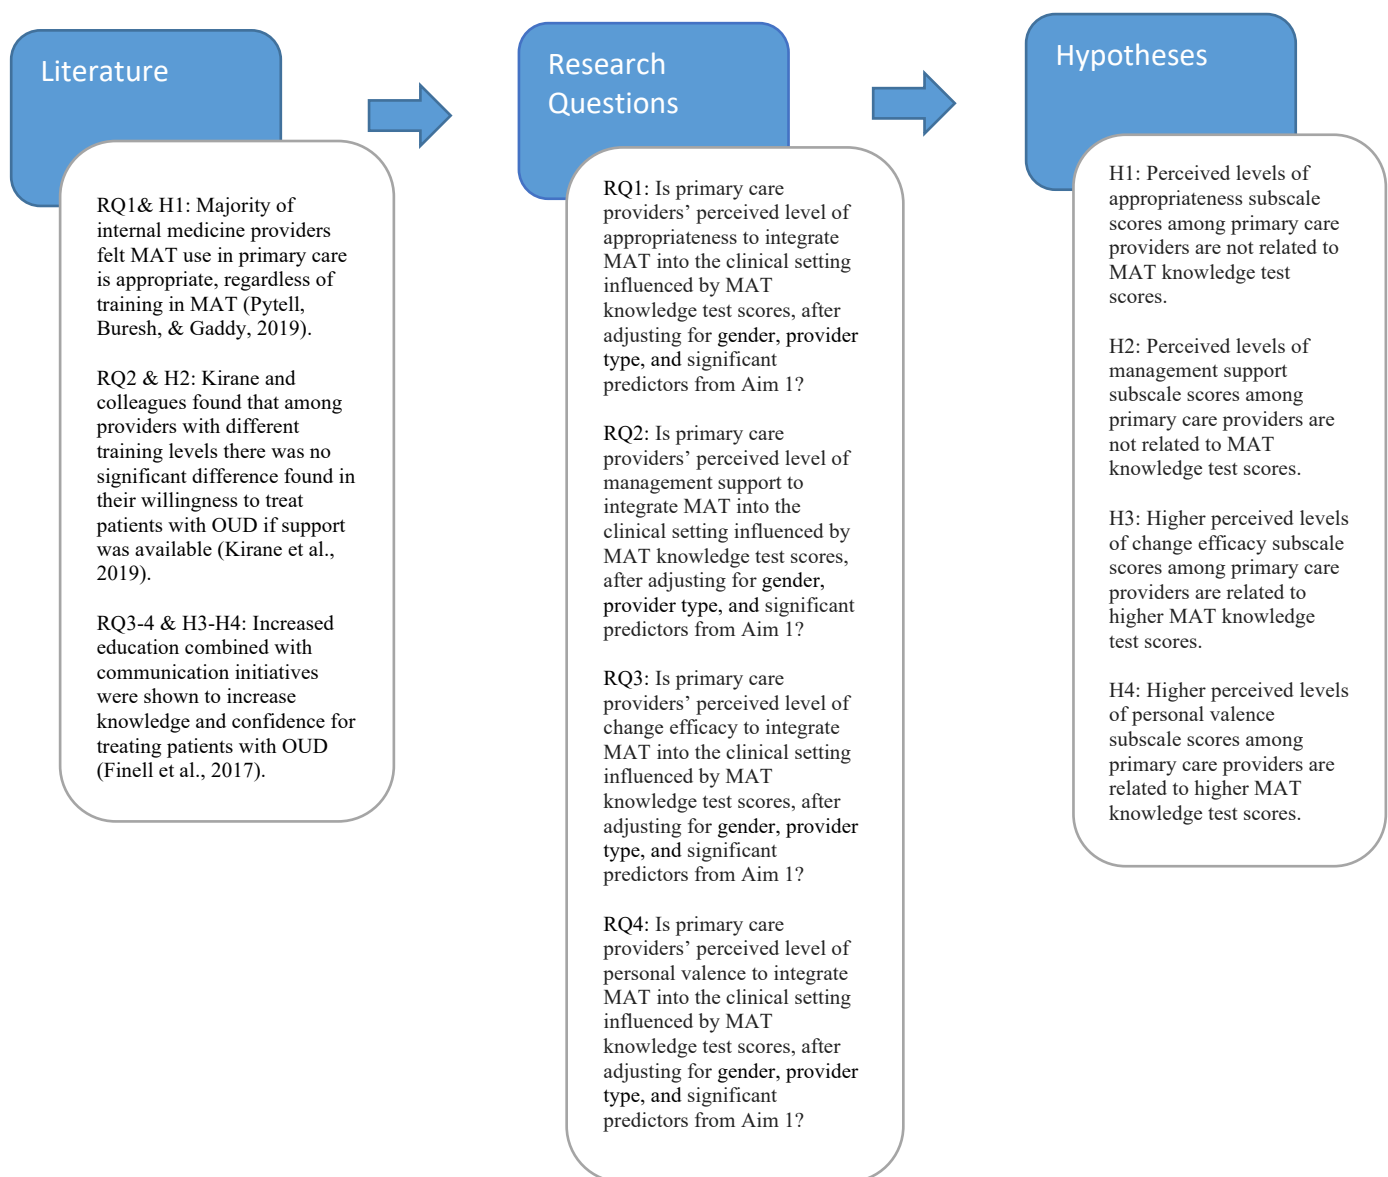 Literature
RQ1& H1: Majority of
internal medicine providers
felt MAT use in primary care
is appropriate, regardless of
training in MAT (Pytell,
Buresh, & Gaddy, 2019).
RQ2 & H2: Kirane and
colleagues found that among
providers with different
training levels there was no
significant difference found in
their willingness to treat
patients with OUD if support
was available (Kirane et al.,
2019).
RQ3-4 & H3-H4: Increased
education combined with
communication initiatives
were shown to increase
knowledge and confidence for
treating patients with OUD
(Finell et al., 2017).
Research
Questions
RQ1: Is primary care
providers’ perceived level of
appropriateness to integrate
MAT into the clinical setting
influenced by MAT
knowledge test scores, after
adjusting for gender, provider
type, and significant
predictors from Aim 1?
RQ2: Is primary care
providers’ perceived level of
management support to
integrate MAT into the
clinical setting influenced by
MAT knowledge test scores,
after adjusting for gender,
provider type, and significant
predictors from Aim 1?
RQ3: Is primary care
providers’ perceived level of
change efficacy to integrate
MAT into the clinical setting
influenced by MAT
knowledge test scores, after
adjusting for gender, provider
type, and significant
predictors from Aim 1?
RQ4: Is primary care
providers’ perceived level of
personal valence to integrate
MAT into the clinical setting
influenced by MAT
knowledge test scores, after
adjusting for gender, provider
type, and significant
predictors from Aim 1?
Hypotheses
H1: Perceived levels of
appropriateness subscale
scores among primary care
providers are not related to
MAT knowledge test
scores.
H2: Perceived levels of
management support
subscale scores among
primary care providers are
not related to MAT
knowledge test scores.
H3: Higher perceived levels
of change efficacy subscale
scores among primary care
providers are related to
higher MAT knowledge
test scores.
H4: Higher perceived levels
of personal valence
subscale scores among
primary care providers are
related to higher MAT
knowledge test scores.